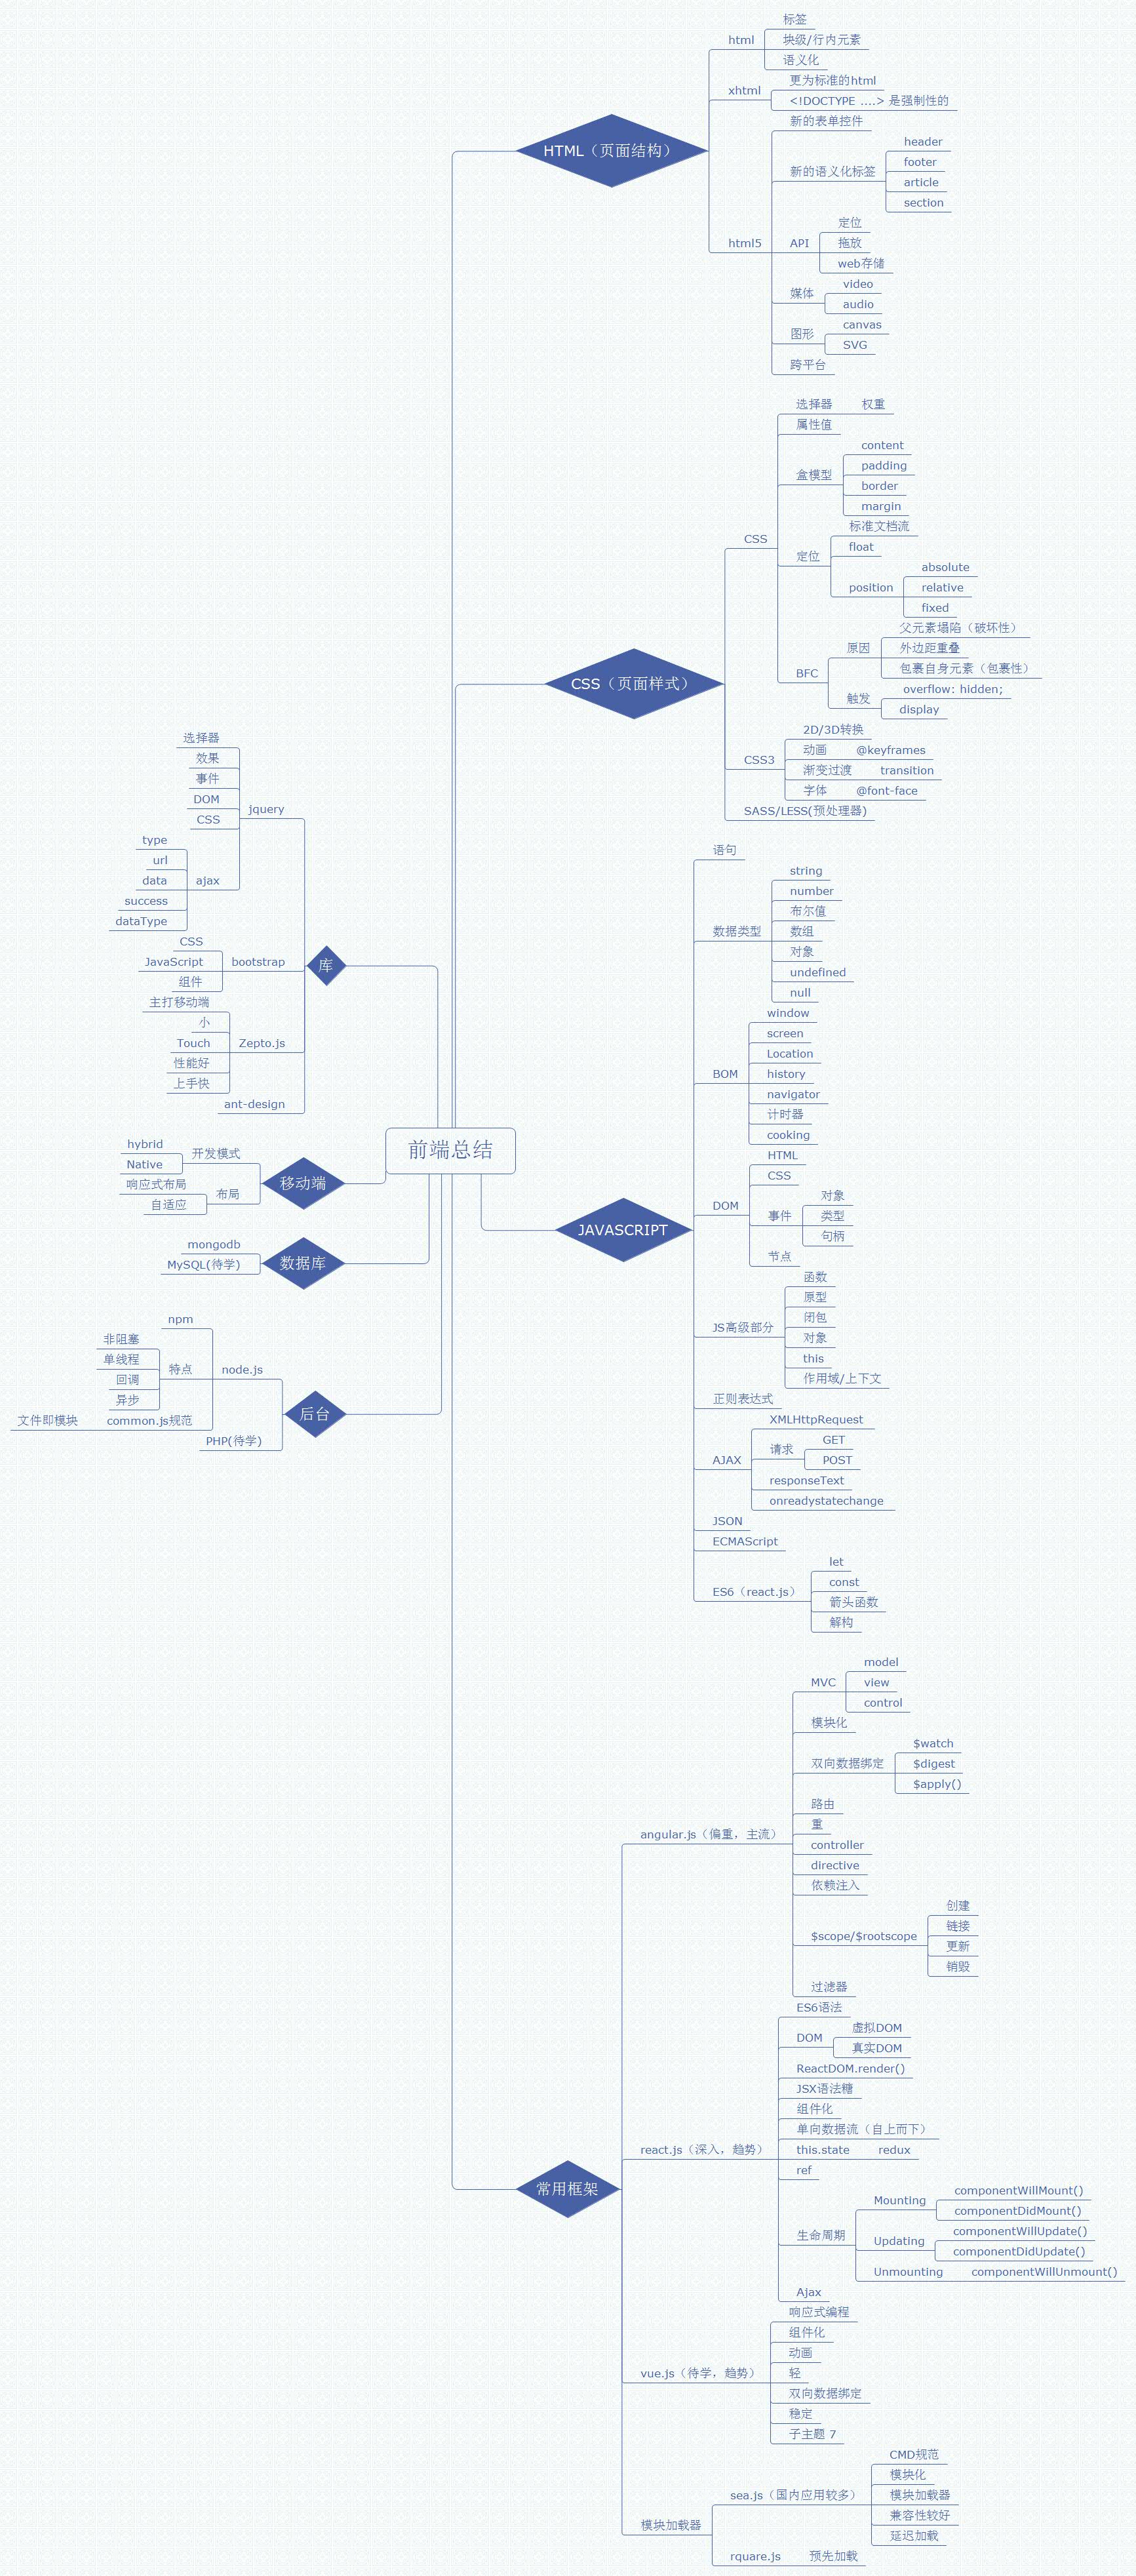 前端总结
HTML（页面结构）
html
标签
块级/行内元素
语义化
xhtml
更为标准的html
<!DOCTYPE ....> 是强制性的
html5
新的表单控件
新的语义化标签
header
footer
article
section
API
定位
拖放
web存储
媒体
video
audio
图形
canvas
SVG
跨平台
CSS（页面样式）
CSS
选择器
权重
属性值
盒模型
content
padding
border
margin
定位
标准文档流
float
position
absolute
relative
fixed
BFC
原因
父元素塌陷（破坏性）
外边距重叠
包裹自身元素（包裹性）
触发
overflow: hidden;
display
CSS3
2D/3D转换
动画
@keyframes
渐变过渡
transition
字体
@font-face
SASS/LESS(预处理器)
JAVASCRIPT
语句
数据类型
string
number
布尔值
数组
对象
undefined
null
BOM
window
screen
Location
history
navigator
计时器
cooking
DOM
HTML
CSS
事件
对象
类型
句柄
节点
JS高级部分
函数
原型
闭包
对象
this
作用域/上下文
正则表达式
AJAX
XMLHttpRequest
请求
GET
POST
responseText
onreadystatechange
JSON
ECMAScript
ES6（react.js）
let
const
箭头函数
解构
常用框架
angular.js（偏重，主流）
MVC
model
view
control
模块化
双向数据绑定
$watch
$digest
$apply()
路由
重
controller
directive
依赖注入
$scope/$rootscope
创建
链接
更新
销毁
过滤器
react.js（深入，趋势）
ES6语法
DOM
虚拟DOM
真实DOM
ReactDOM.render()
JSX语法糖
组件化
单向数据流（自上而下）
this.state
redux
ref
生命周期
Mounting
componentWillMount()
componentDidMount()
Updating
componentWillUpdate()
componentDidUpdate()
Unmounting
componentWillUnmount()
Ajax
vue.js（待学，趋势）
响应式编程
组件化
动画
轻
双向数据绑定
稳定
子主题 7
模块加载器
sea.js（国内应用较多）
CMD规范
模块化
模块加载器
兼容性较好
延迟加载
rquare.js
预先加载
库
jquery
选择器
效果
事件
DOM
CSS
ajax
type
url
data
success
dataType
bootstrap
CSS
JavaScript
组件
Zepto.js
主打移动端
小
Touch
性能好
上手快
ant-design
移动端
开发模式
hybrid
Native
布局
响应式布局
自适应
数据库
mongodb
MySQL(待学)
后台
node.js
npm
特点
非阻塞
单线程
回调
异步
common.js规范
文件即模块
PHP(待学)